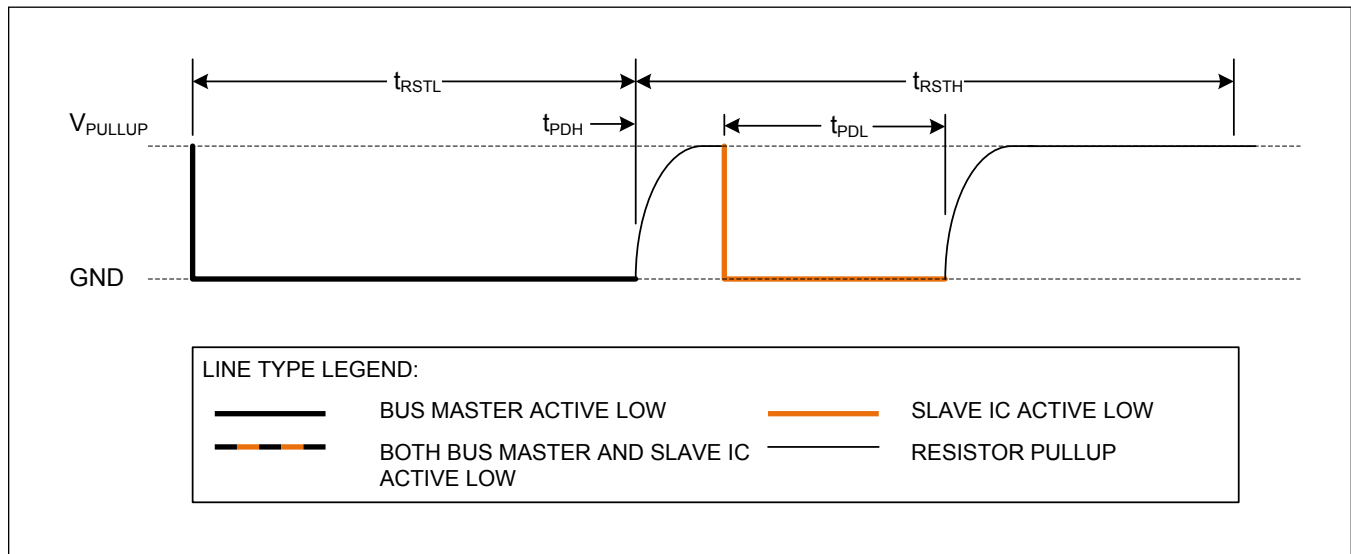 tRSTL
tRSTH
VPULLUP
tPDH
tPDL
GND
LINE TYPE LEGEND:
BUS MASTER ACTIVE LOW
SLAVE IC ACTIVE LOW
BOTH BUS MASTER AND SLAVE IC
ACTIVE LOW
RESISTOR PULLUP